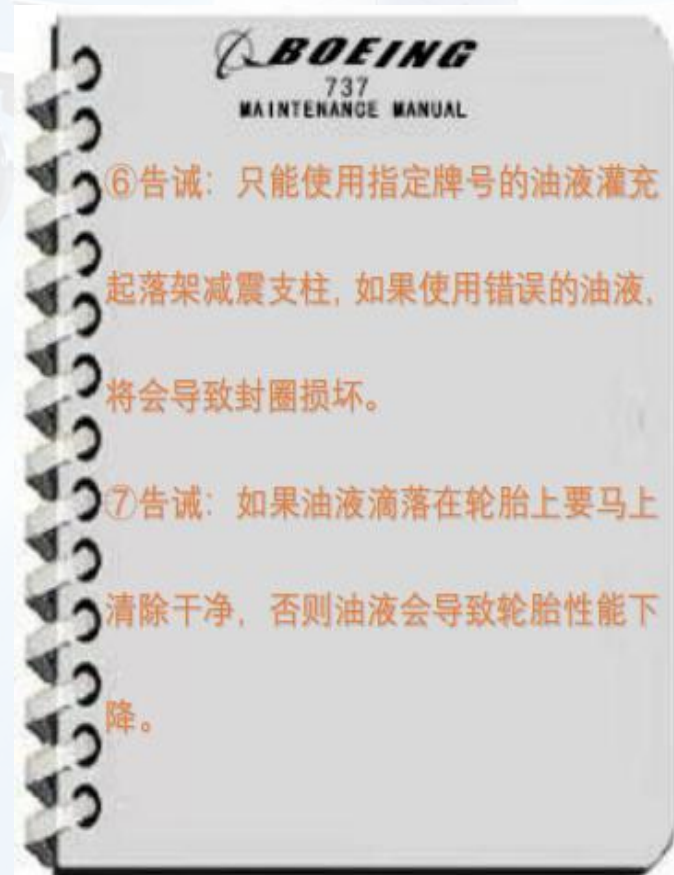 BOEING
737
MAINTENANCE MANUAL
⑥告诫：只能使用指定牌号的油液灌充
起落架减震支柱，如果使用错误的油液，
将会导致封圈损坏。
⑦告诫：如果油液滴落在轮胎上要马上
清除干净，否则油液会导致轮胎性能下
降。